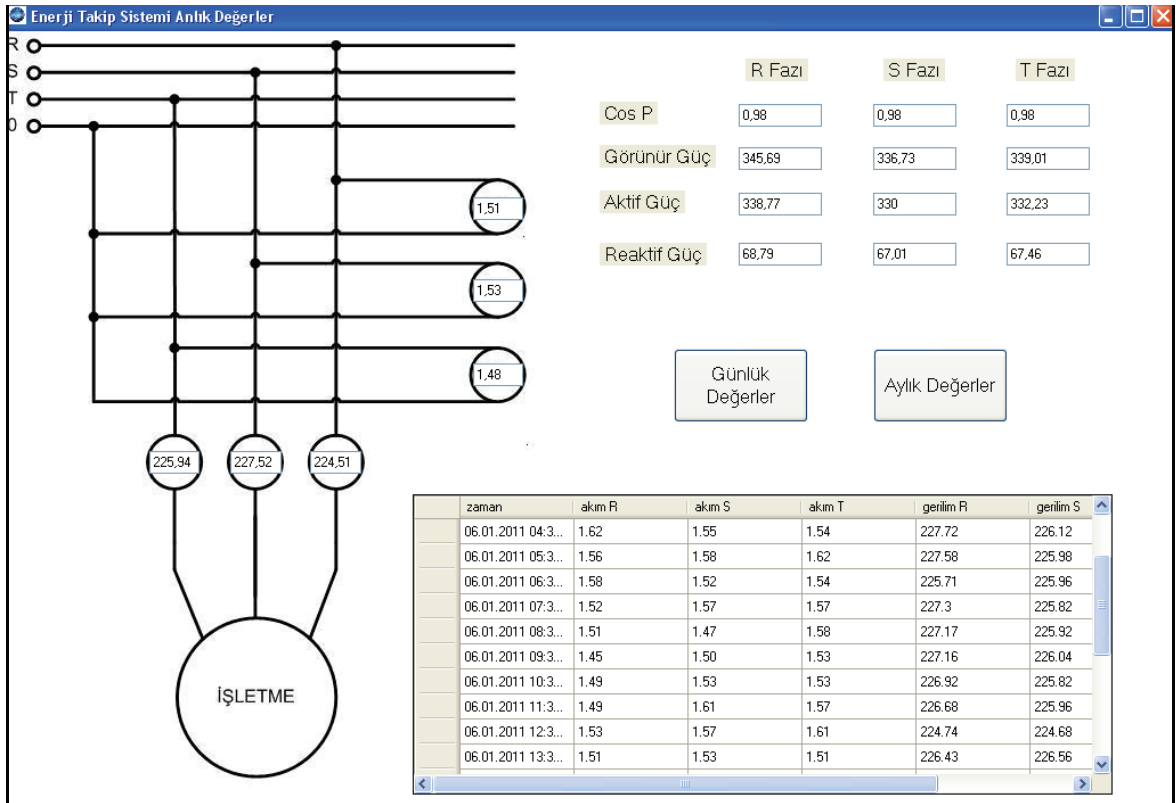 Enerji Takip Sistemi Anlık Değerler
R
S
T
0
R Fazı S Fazı T Fazı
Cos P 0,98 0,98 0,98
Görünür Güç 345,69 336,73 339,01
Aktif Güç 338,77 330 332,23
Reaktif Güç 68,79 67,01 67,46
1,51
1,53
1,48
Günlük
Değerler
Aylık Değerler
225,94 227,52 224,51
İŞLETME
zaman akım R akım S akım T gerilim R gerilim S
06.01.2011 04:3... 1.62 1.55 1.54 227.72 226.12
06.01.2011 05:3... 1.56 1.58 1.62 227.58 225.98
06.01.2011 06:3... 1.58 1.52 1.54 225.71 225.96
06.01.2011 07:3... 1.52 1.57 1.57 227.3 225.82
06.01.2011 08:3... 1.51 1.47 1.58 227.17 225.92
06.01.2011 09:3... 1.45 1.50 1.53 227.16 226.04
06.01.2011 10:3... 1.49 1.53 1.53 226.92 225.82
06.01.2011 11:3... 1.49 1.61 1.57 226.68 225.96
06.01.2011 12:3... 1.53 1.57 1.61 224.74 224.68
06.01.2011 13:3... 1.51 1.53 1.51 226.43 226.56